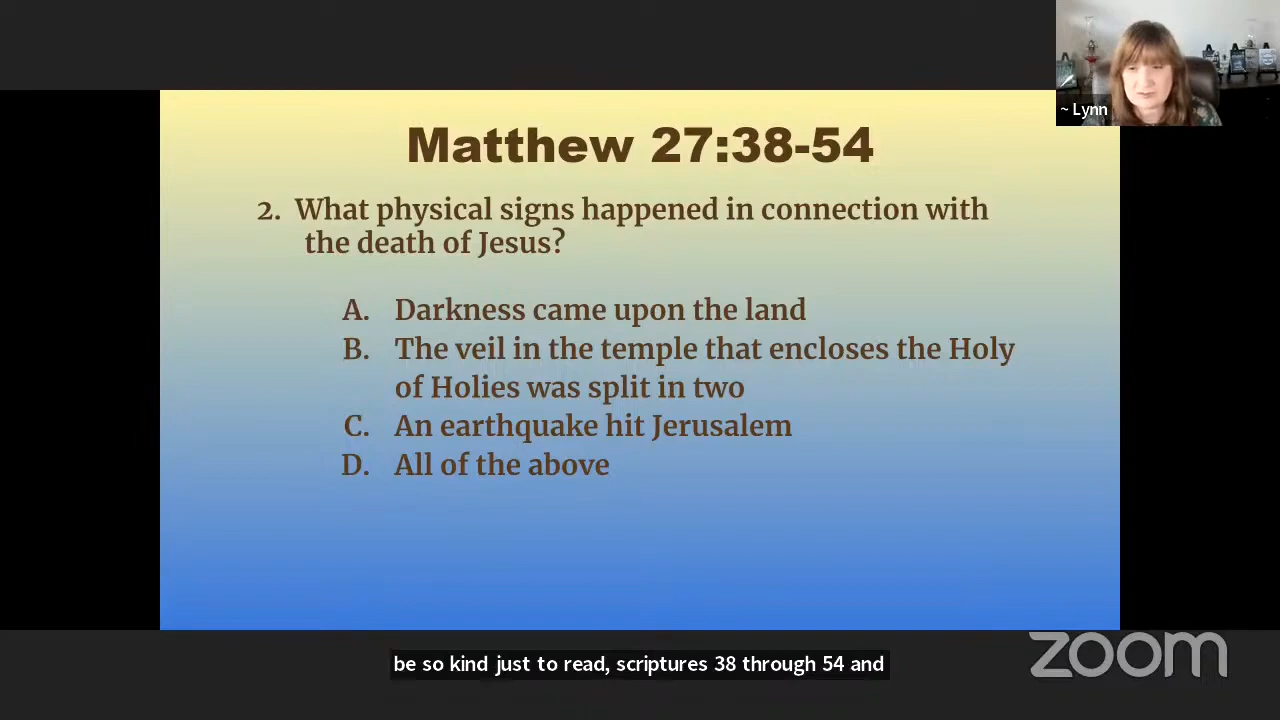 ~ Lynn
Matthew 27:38-54
2. What physical signs happened in connection with
the death of Jesus?
A. Darkness came upon the land
B. The veil in the temple that encloses the Holy
of Holies was split in two
C. An earthquake hit Jerusalem
D. All of the above
be so kind just to read, scriptures 38 through 54 and
zoom